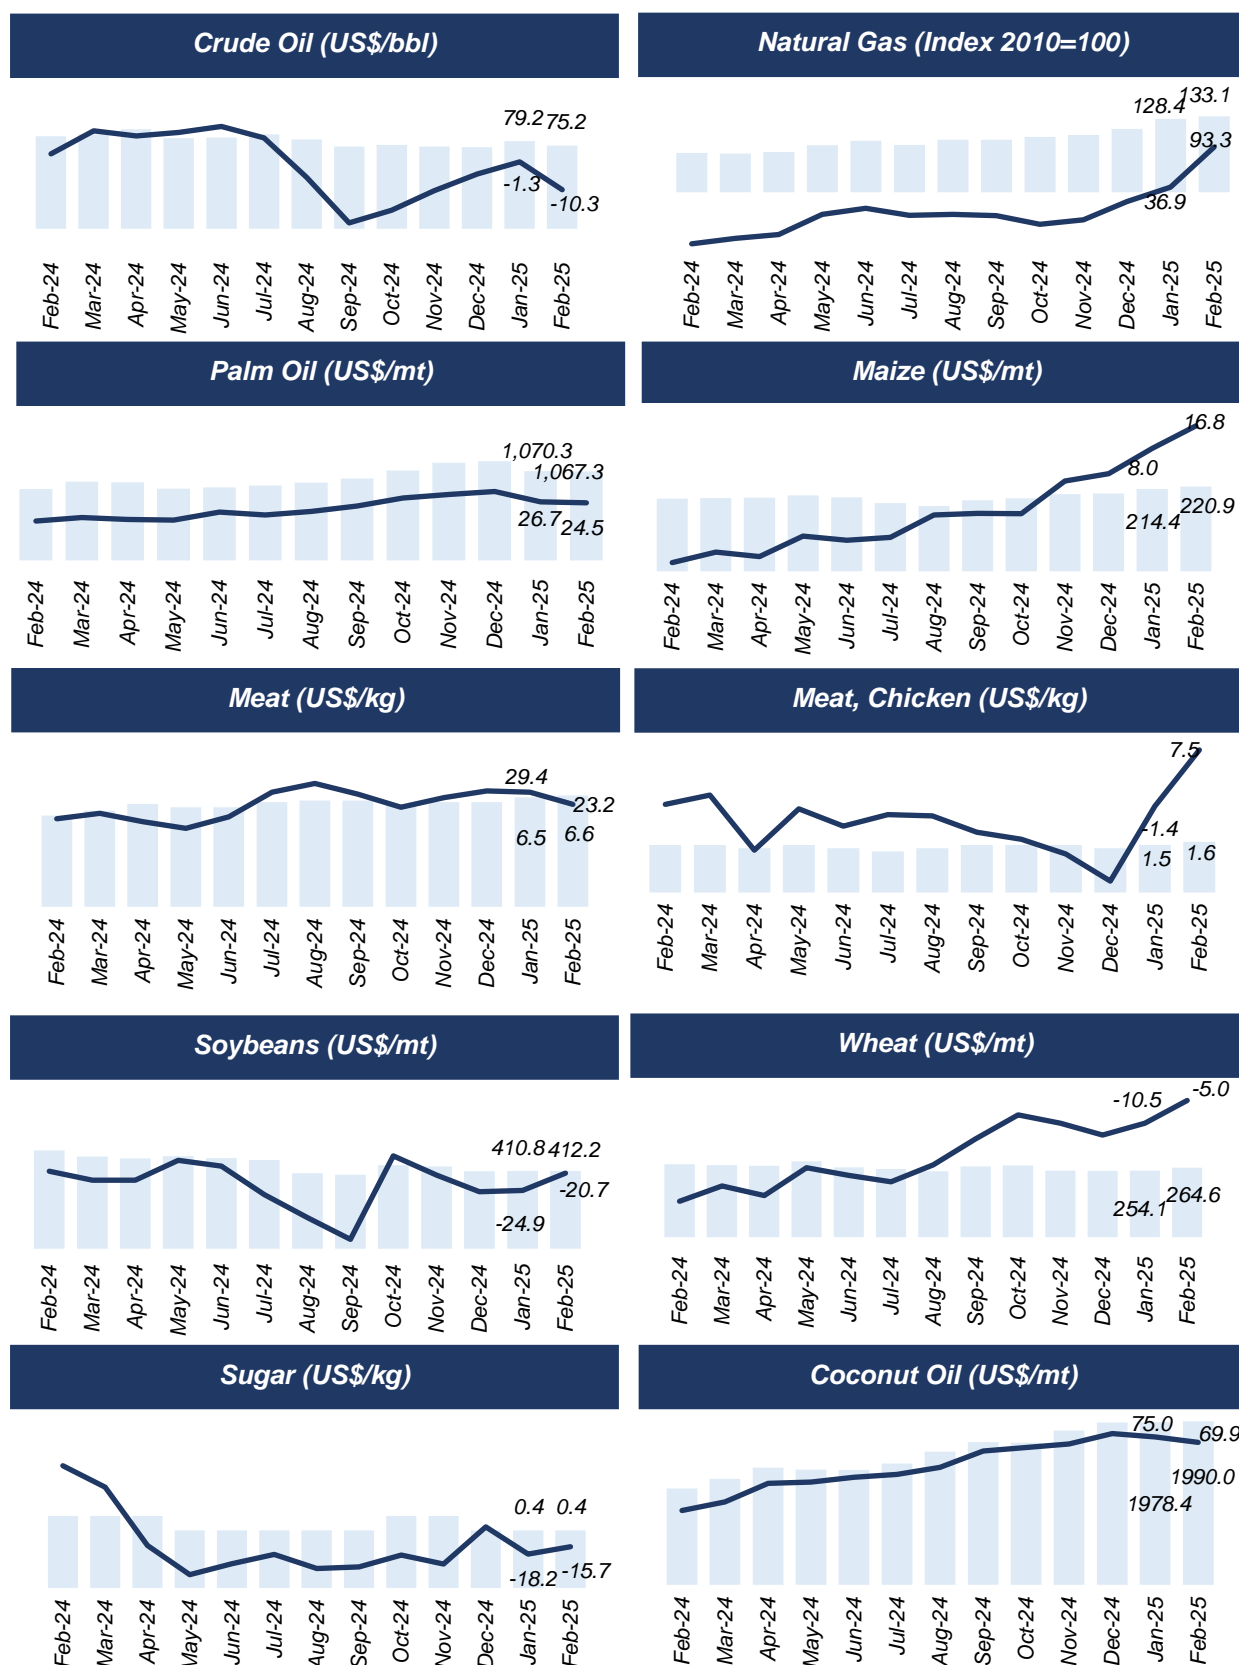 Crude Oil (US$/bbl)
79.2 75.2
-1.3
-10.3
Feb-24 Mar-24 Apr-24 May-24 Jun-24 Jul-24 Aug-24 Sep-24 Oct-24 Nov-24 Dec-24 Jan-25 Feb-25
Natural Gas (Index 2010=100)
133.1
128.4
93.3
36.9
Feb-24 Mar-24 Apr-24 May-24 Jun-24 Jul-24 Aug-24 Sep-24 Oct-24 Nov-24 Dec-24 Jan-25 Feb-25
Palm Oil (US$/mt)
1,070.3
1,067.3
26.7
24.5
Feb-24 Mar-24 Apr-24 May-24 Jun-24 Jul-24 Aug-24 Sep-24 Oct-24 Nov-24 Dec-24 Jan-25 Feb-25
Maize (US$/mt)
16.8
8.0
220.9
214.4
Feb-24 Mar-24 Apr-24 May-24 Jun-24 Jul-24 Aug-24 Sep-24 Oct-24 Nov-24 Dec-24 Jan-25 Feb-25
Meat (US$/kg)
29.4
23.2
6.5 6.6
Feb-24 Mar-24 Apr-24 May-24 Jun-24 Jul-24 Aug-24 Sep-24 Oct-24 Nov-24 Dec-24 Jan-25 Feb-25
Meat, Chicken (US$/kg)
7.5
-1.4
1.5 1.6
Feb-24 Mar-24 Apr-24 May-24 Jun-24 Jul-24 Aug-24 Sep-24 Oct-24 Nov-24 Dec-24 Jan-25 Feb-25
Soybeans (US$/mt)
410.8 412.2
-20.7
-24.9
Feb-24 Mar-24 Apr-24 May-24 Jun-24 Jul-24 Aug-24 Sep-24 Oct-24 Nov-24 Dec-24 Jan-25 Feb-25
Wheat (US$/mt)
-5.0
-10.5
264.6
254.1
Feb-24 Mar-24 Apr-24 May-24 Jun-24 Jul-24 Aug-24 Sep-24 Oct-24 Nov-24 Dec-24 Jan-25 Feb-25
Sugar (US$/kg)
0.4 0.4
-15.7
-18.2
Feb-24 Mar-24 Apr-24 May-24 Jun-24 Jul-24 Aug-24 Sep-24 Oct-24 Nov-24 Dec-24 Jan-25 Feb-25
Coconut Oil (US$/mt)
75.0
69.9
1990.0
1978.4
Feb-24 Mar-24 Apr-24 May-24 Jun-24 Jul-24 Aug-24 Sep-24 Oct-24 Nov-24 Dec-24 Jan-25 Feb-25